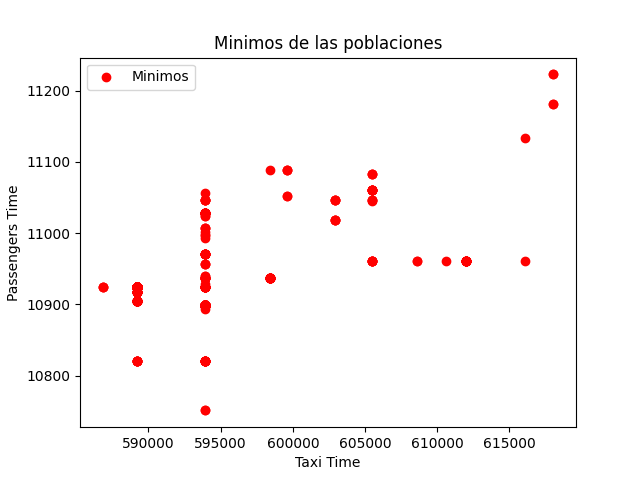 Minimos de las poblaciones
Minimos
Passengers Time
11200
11100
11000
10900
10800
590000 595000 600000 605000 610000 615000
Taxi Time